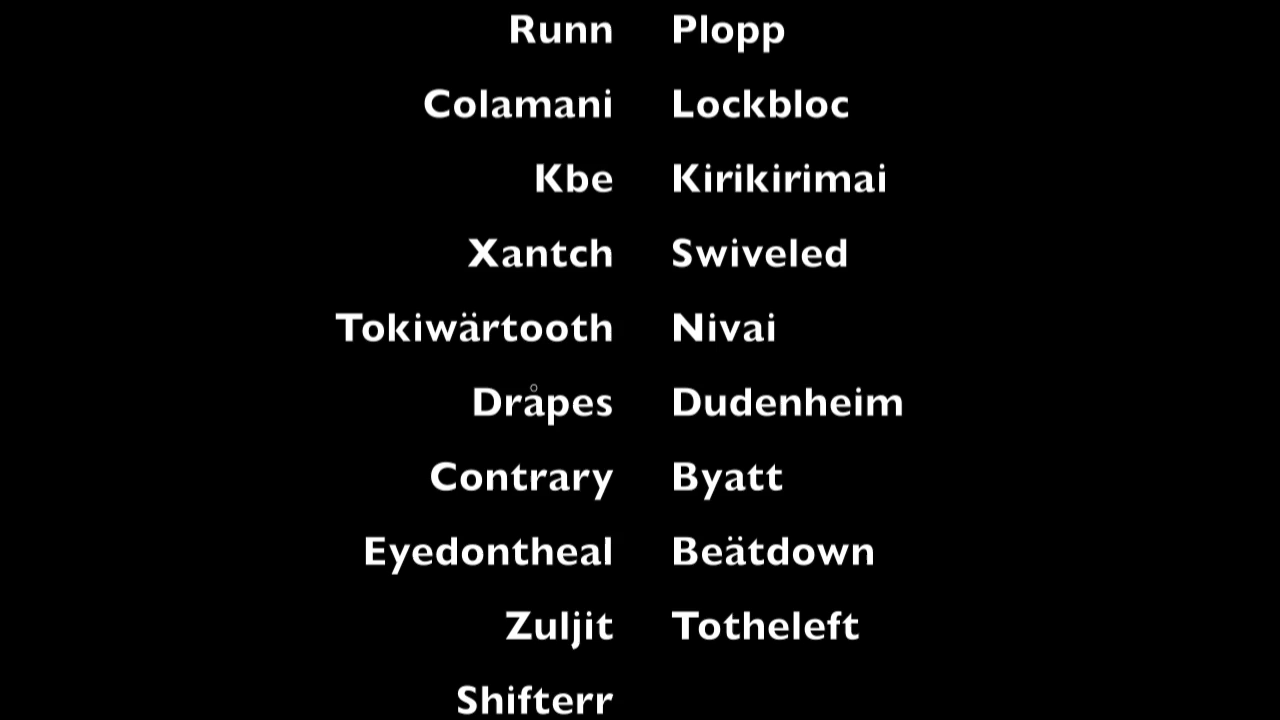 Runn Plopp
Colamani Lockbloc
Kbe Kirikirimai
Xantch Swiveled
Tokiwärtooth Nivai
Dråpes Dudenheim
Contrary Byatt
Eyedontheal Beätdown
Zuljit Totheleft
Shifterr